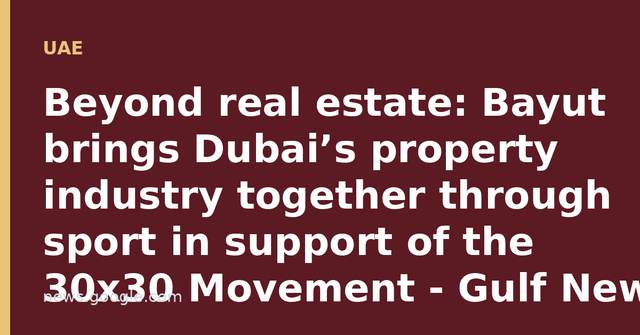 UAE
Beyond real estate: Bayut
brings Dubai’s property
industry together through
sport in support of the
30x30 Movement - Gulf New
news.google.com